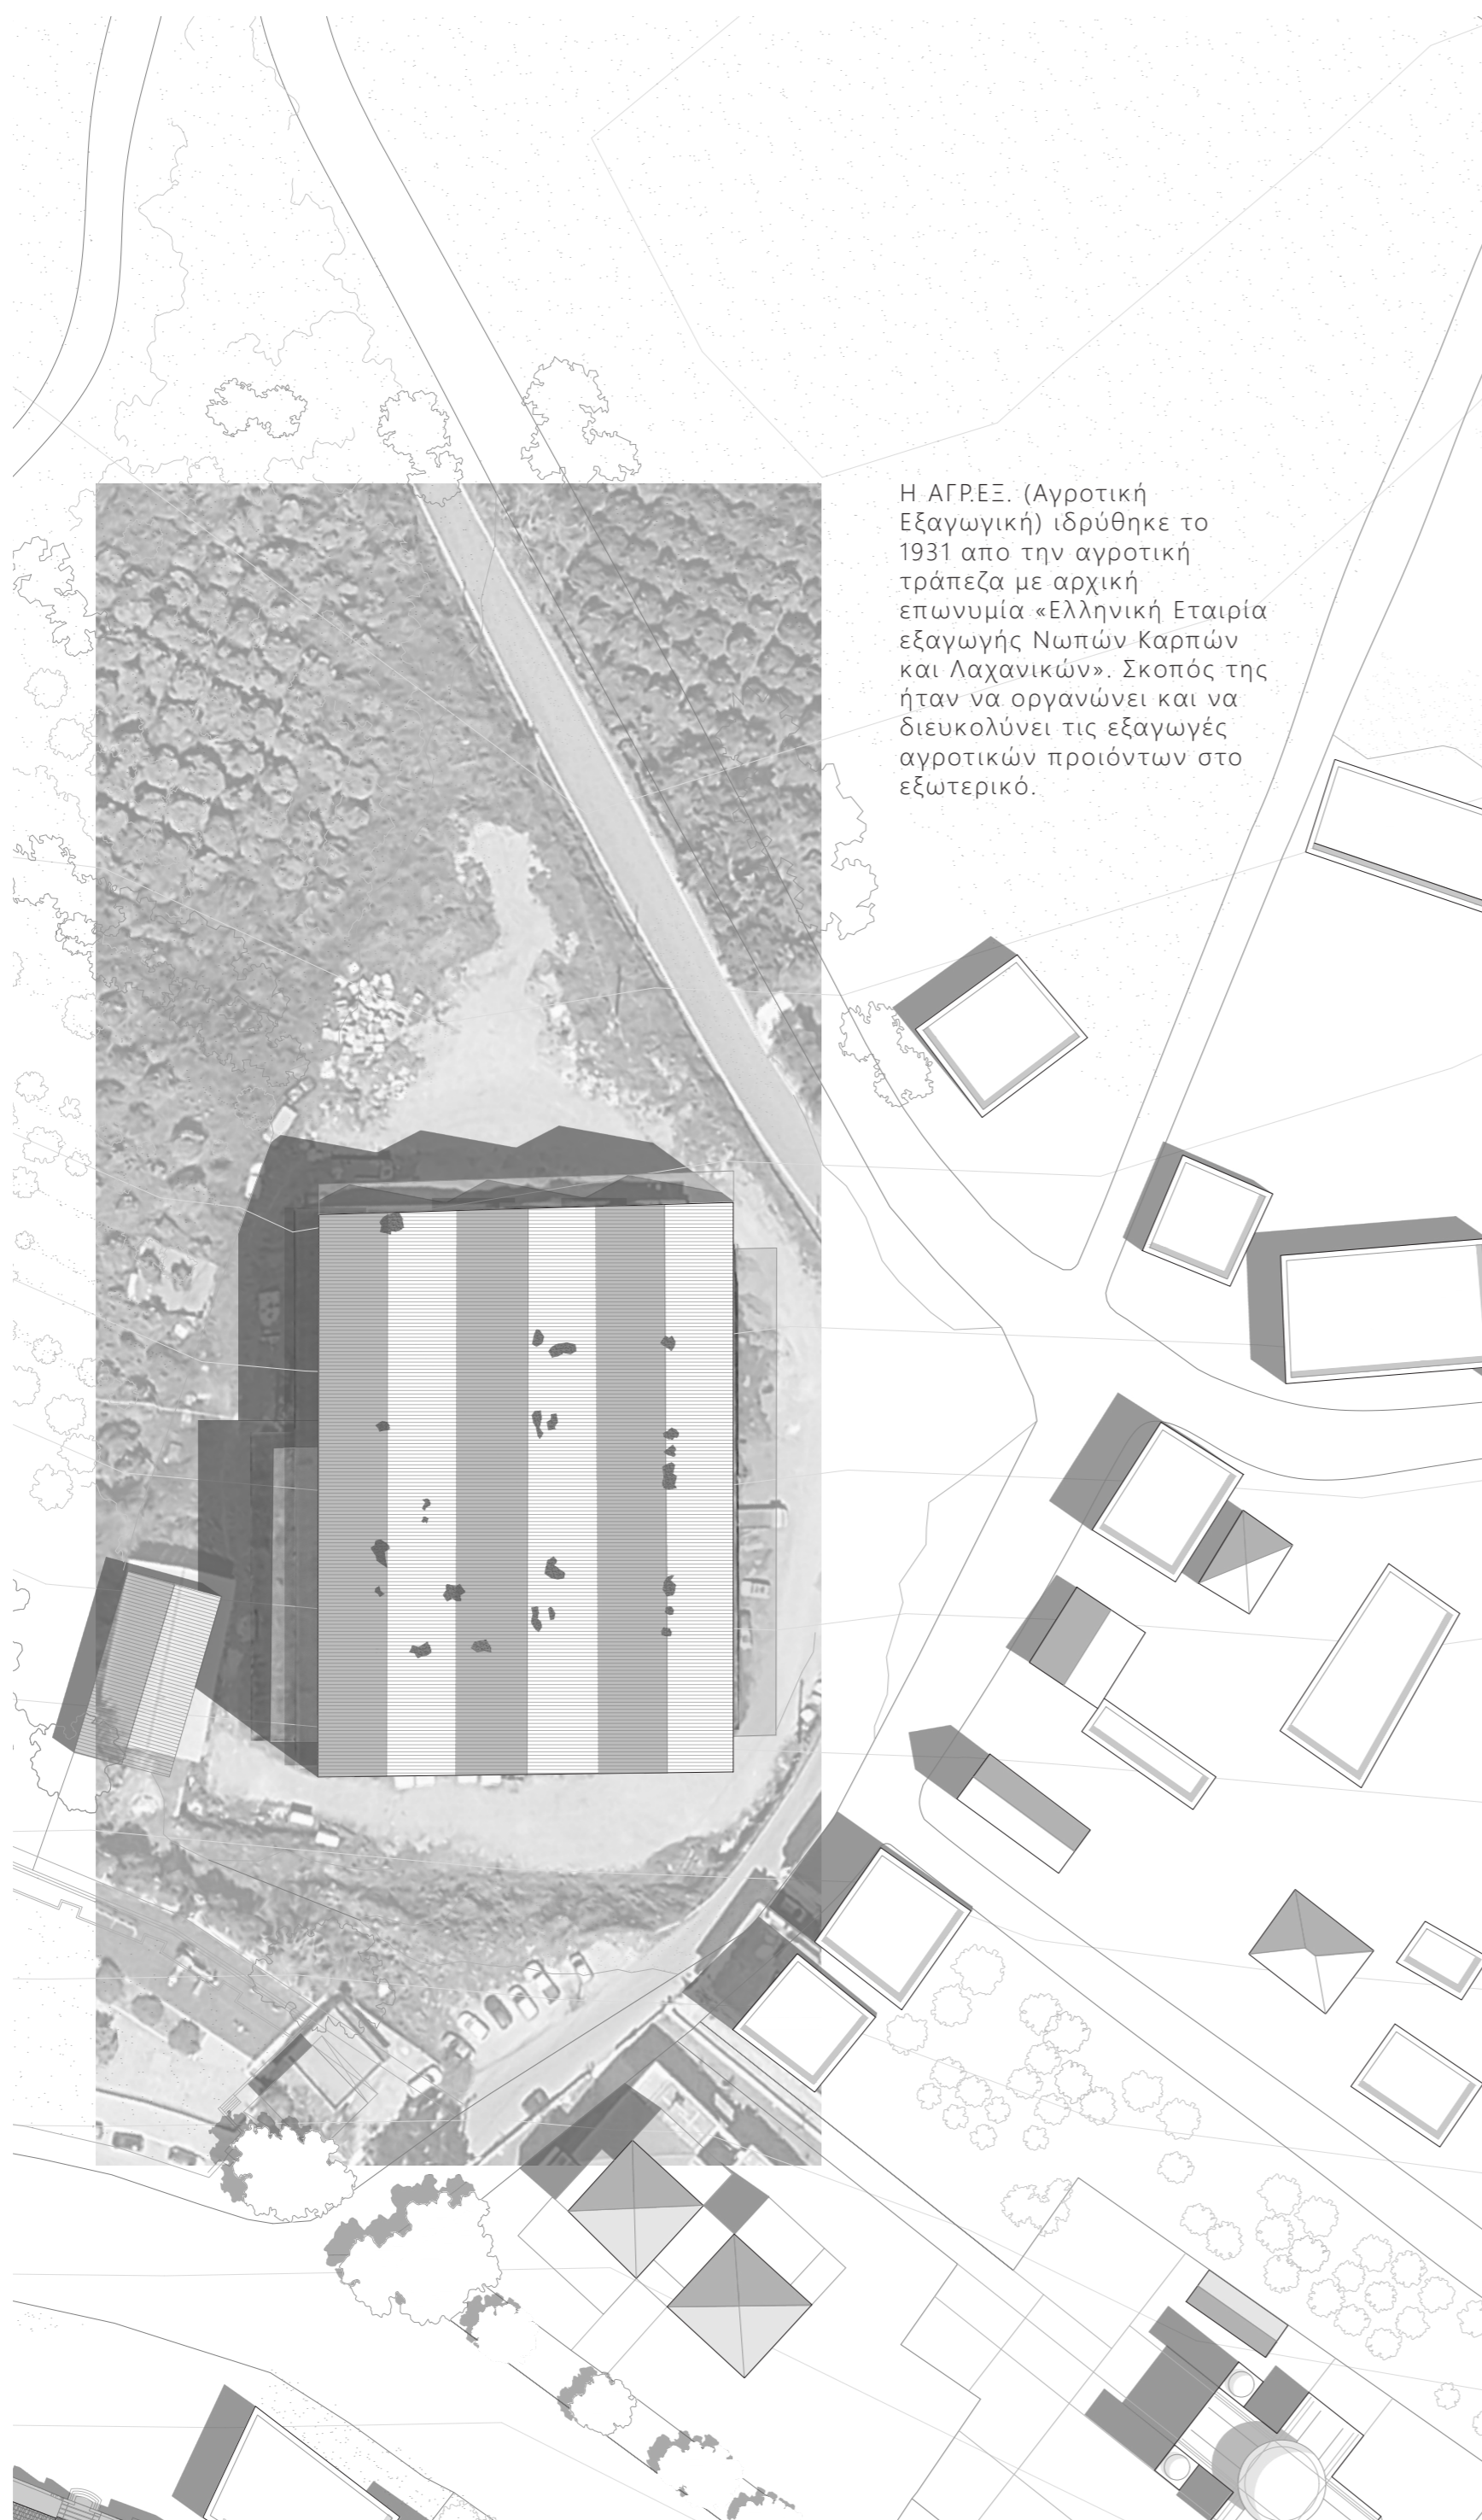 Η ΑΓΡ.ΕΞ. (Αγροτική
Εξαγωγική) ιδρύθηκε το
1931 απο την αγροτική
τράπεζα με αρχική
επωνυμία «Ελληνική Εταιρία
εξαγωγής Νωπών Καρπών
και Λαχανικών». Σκοπός της
ήταν να οργανώνει και να
διευκολύνει τις εξαγωγές
αγροτικών προιόντων στο
εξωτερικό.